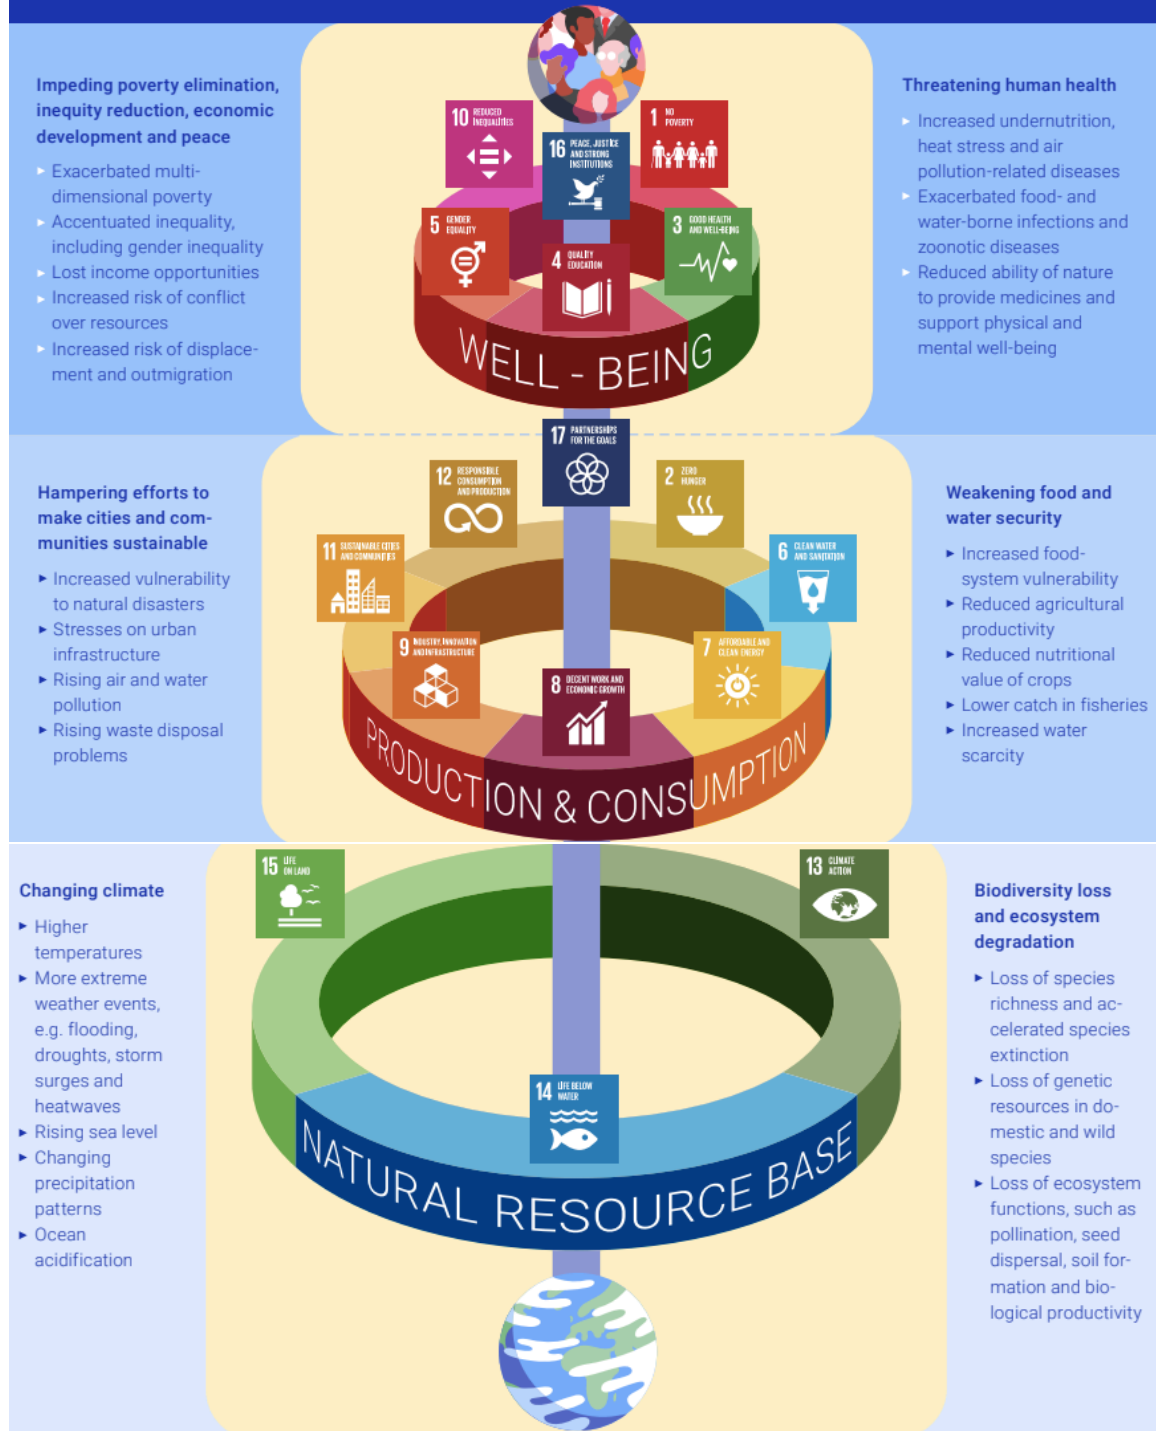 Impeding poverty elimination,
inequity reduction, economic
development and peace
Exacerbated multi-
dimensional poverty
Accentuated inequality,
including gender inequality
Lost income opportunities
Increased risk of conflict
over resources
Increased risk of displace-
ment and outmigration
10 REDUCED
INEQUALITIES
16 PEACE, JUSTICE
AND STRONG
INSTITUTIONS
1 NO
POVERTY
5 GENDER
EQUALITY
4 QUALITY
EDUCATION
3 GOOD HEALTH
AND WELL-BEING
WELL - BEING
Threatening human health
Increased undernutrition,
heat stress and air
pollution-related diseases
Exacerbated food- and
water-borne infections and
zoonotic diseases
Reduced ability of nature
to provide medicines and
support physical and
mental well-being
17 PARTNERSHIPS
FOR THE GOALS
Hampering efforts to
make cities and com-
munities sustainable
Increased vulnerability
to natural disasters
Stresses on urban
infrastructure
Rising air and water
pollution
Rising waste disposal
problems
12 RESPONSIBLE
CONSUMPTION
AND PRODUCTION
2 ZERO
HUNGER
11 SUSTAINABLE CITIES
AND COMMUNITIES
6 CLEAN WATER
AND SANITATION
9 INDUSTRY, INNOVATION
AND INFRASTRUCTURE
8 DECENT WORK AND
ECONOMIC GROWTH
7 AFFORDABLE AND
CLEAN ENERGY
PRODUCTION & CONSUMPTION
Weakening food and
water security
Increased food-
system vulnerability
Reduced agricultural
productivity
Reduced nutritional
value of crops
Lower catch in fisheries
Increased water
scarcity
Changing climate
Higher
temperatures
More extreme
weather events,
e.g. flooding,
droughts, storm
surges and
heatwaves
Rising sea level
Changing
precipitation
patterns
Ocean
acidification
15 LIFE
ON LAND
13 CLIMATE
ACTION
14 LIFE BELOW
WATER
NATURAL RESOURCE BASE
Biodiversity loss
and ecosystem
degradation
Loss of species
richness and ac-
celerated species
extinction
Loss of genetic
resources in do-
mestic and wild
species
Loss of ecosystem
functions, such as
pollination, seed
dispersal, soil for-
mation and bio-
logical productivity